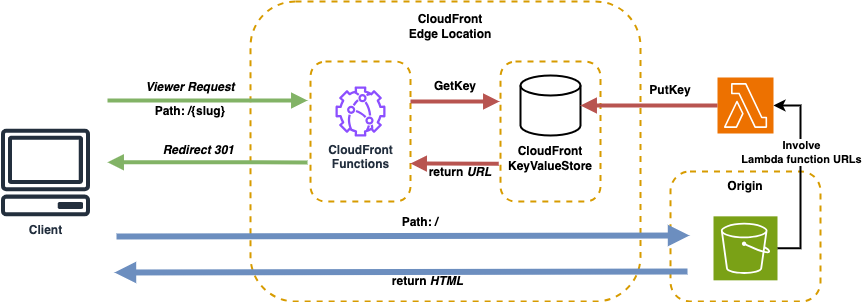 CloudFront
Edge Location
Viewer Request
Path: /{slug}
Redirect 301
CloudFront
Functions
GetKey
return URL
CloudFront
KeyValueStore
PutKey
Involve
Lambda function URLs
Origin
Client
Path: /
return HTML